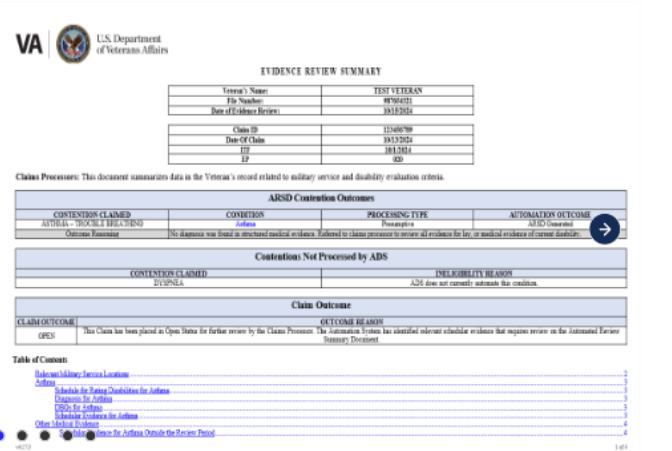 VA
U.S. Department
of Veterans Affairs
EVIDENCE REVIEW SUMMARY
Veteran's Name: TEST VETERAN
File Number: 987654321
Date of Evidence Review: 10/15/2024
Claim ID 123456789
Date Of Claim 10/13/2024
ITF 10/1/2024
EP 020
Claims Processors: This document summarizes data in the Veteran's record related to military service and disability evaluation criteria.
ARSD Contention Outcomes
CONTENTION CLAIMED CONDITION PROCESSING TYPE AUTOMATION OUTCOME
ASTHMA - TROUBLE BREATHING Asthma Presumptive ARSD Generated
Outcome Reasoning No diagnosis was found in structured medical evidence. Referred to claims processor to review all evidence for lay, or medical evidence of current disability.
Contentions Not Processed by ADS
CONTENTION CLAIMED INELIGIBILITY REASON
DYSPNEA ADS does not currently automate this condition.
Claim Outcome
CLAIM OUTCOME OUTCOME REASON
OPEN This Claim has been placed in Open Status for further review by the Claims Processor. The Automation System has identified relevant schedular evidence that requires review on the Automated Review
Summary Document.
Table of Contents
Relevant Military Service Locations 2
Asthma 3
Schedule for Rating Disabilities for Asthma 3
Diagnosis for Asthma 3
DBQs for Asthma 3
Schedular Evidence for Asthma 3
Other Medical Evidence 4
Evidence for Asthma Outside the Review Period 4